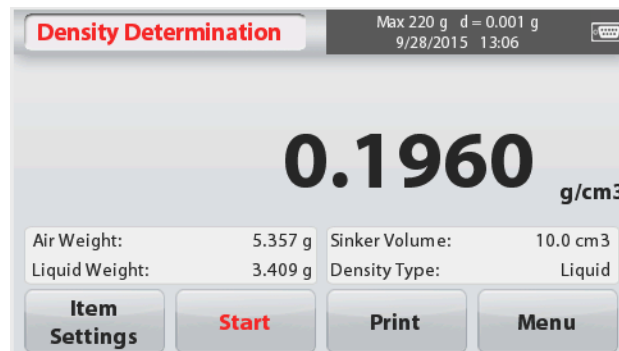 Density Determination
Max 220 g d = 0.001 g
9/28/2015 13:06
0.1960
g/cm3
Air Weight: 5.357 g Sinker Volume: 10.0 cm3
Liquid Weight: 3.409 g Density Type: Liquid
Item Settings
Start
Print
Menu